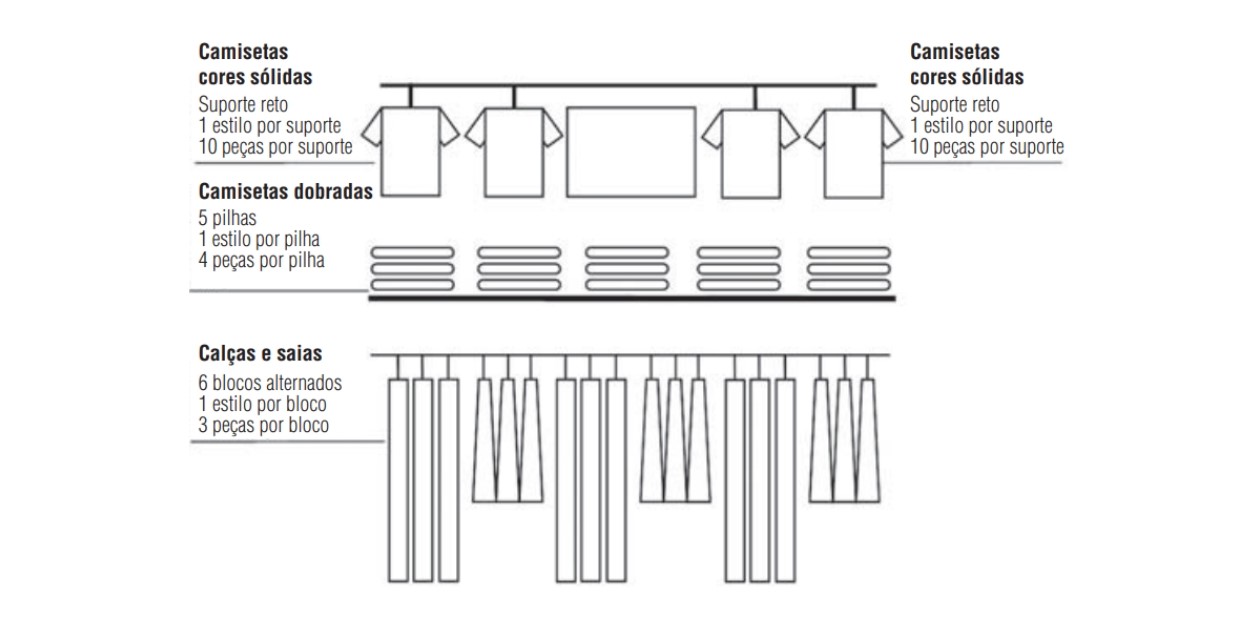 Camisetas
cores sólidas
Suporte reto
1 estilo por suporte
10 peças por suporte
Camisetas
cores sólidas
Suporte reto
1 estilo por suporte
10 peças por suporte
Camisetas dobradas
5 pilhas
1 estilo por pilha
4 peças por pilha
Calças e saias
6 blocos alternados
1 estilo por bloco
3 peças por bloco